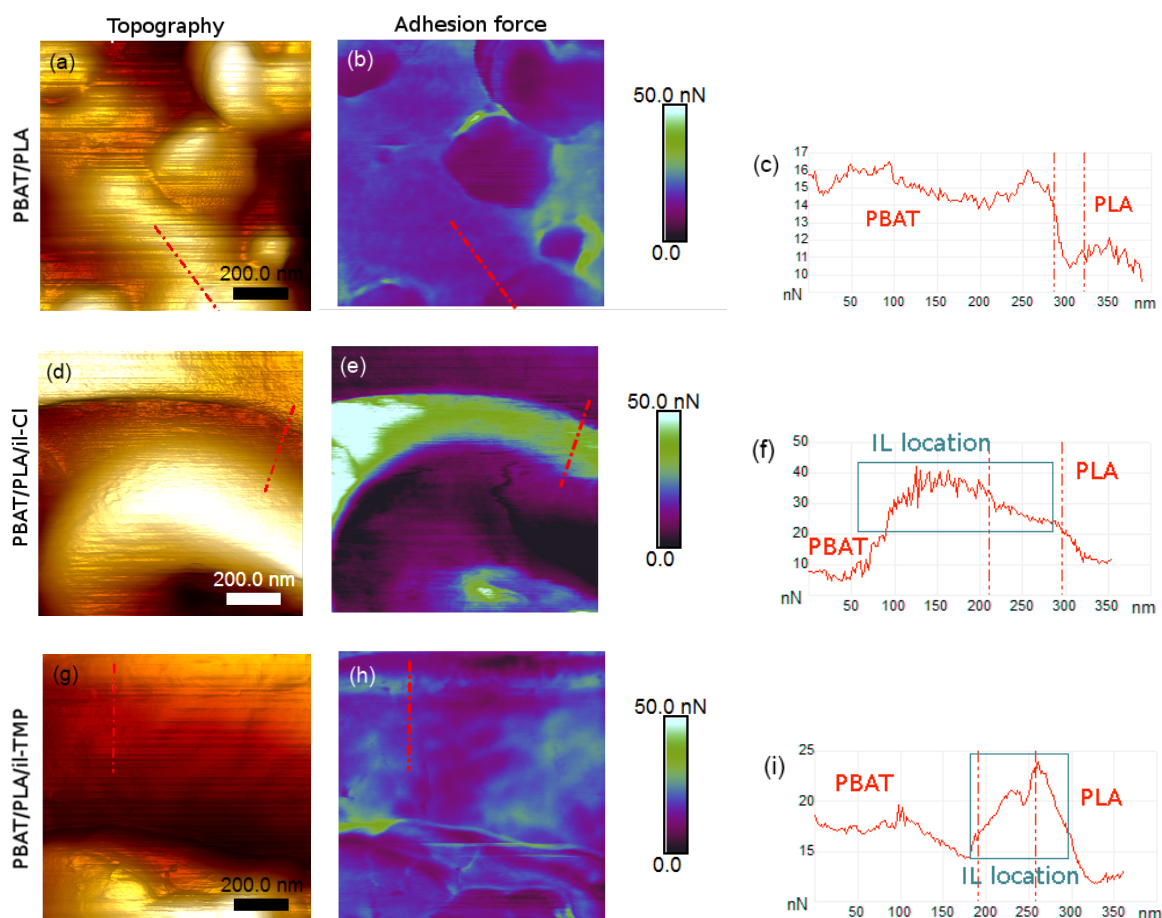 Topography
Adhesion force
PBAT/PLA
(a)
200.0 nm
(b)
50.0 nN
0.0
(c)
17
16
15
14
13
12
11
10
nN
PBAT
PLA
50 100 150 200 250 300 350 nm
PBAT/PLA/il-Cl
(d)
200.0 nm
(e)
50.0 nN
0.0
(f)
50
40
30
20
10
nN
IL location
PBAT
PLA
50 100 150 200 250 300 350 nm
PBAT/PLA/il-TMP
(g)
200.0 nm
(h)
50.0 nN
0.0
(i)
25
20
15
nN
PBAT
PLA
IL location
50 100 150 200 250 300 350 nm